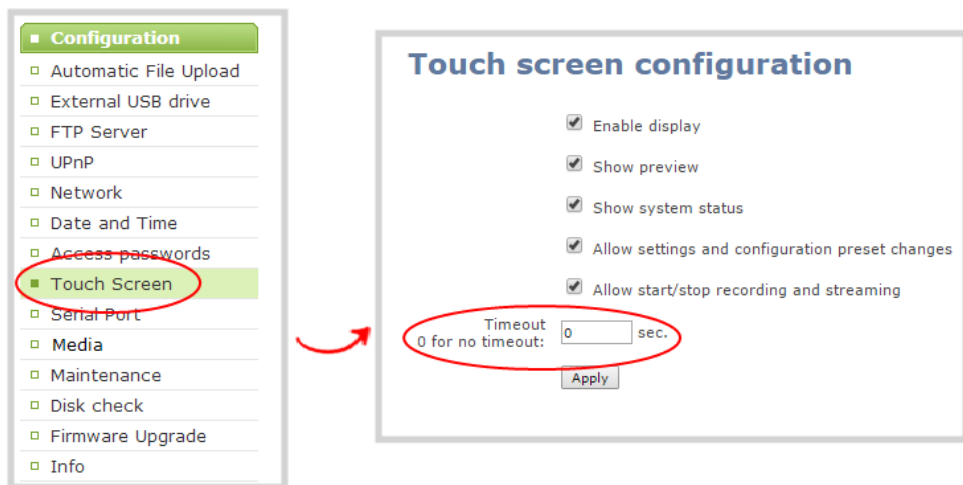 Configuration
Automatic File Upload
External USB drive
FTP Server
UPnP
Network
Date and Time
Access passwords
Touch Screen
Serial Port
Media
Maintenance
Disk check
Firmware Upgrade
Info
Touch screen configuration
Enable display
Show preview
Show system status
Allow settings and configuration preset changes
Allow start/stop recording and streaming
Timeout
0 for no timeout: 0 sec.
Apply